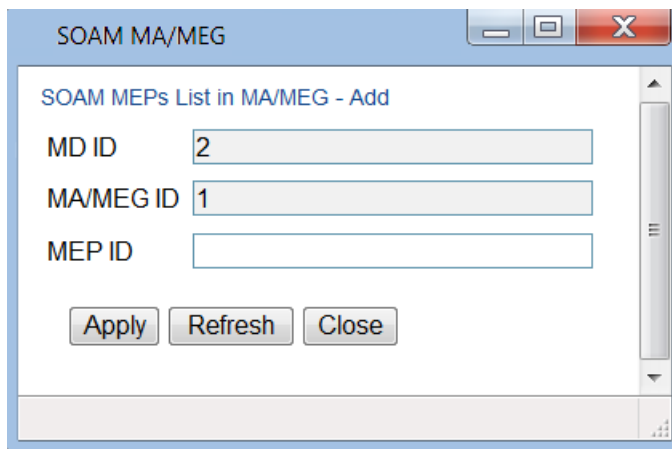 SOAM MA/MEG
SOAM MEPs List in MA/MEG - Add
MD ID 2
MA/MEG ID 1
MEP ID
Apply Refresh Close